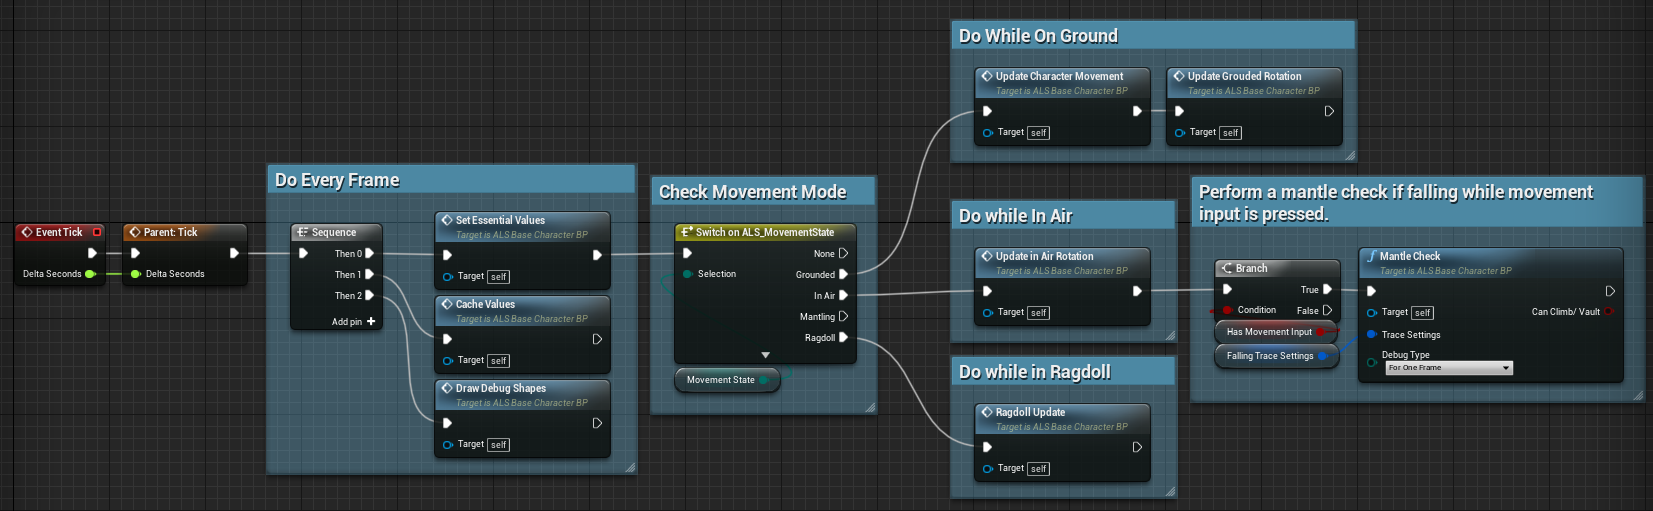 Event Tick
Delta Seconds
Parent: Tick
Delta Seconds
Do Every Frame
Sequence
Then 0
Then 1
Then 2
Add pin
Set Essential Values
Target is ALS Base Character BP
Target self
Cache Values
Target is ALS Base Character BP
Target self
Draw Debug Shapes
Target is ALS Base Character BP
Target self
Check Movement Mode
Switch on ALS_MovementState
Selection
None
Grounded
In Air
Mantling
Ragdoll
Movement State
Do While On Ground
Update Character Movement
Target is ALS Base Character BP
Target self
Update Grouded Rotation
Target is ALS Base Character BP
Target self
Do while In Air
Update in Air Rotation
Target is ALS Base Character BP
Target self
Do while in Ragdoll
Ragdoll Update
Target is ALS Base Character BP
Target self
Perform a mantle check if falling while movement
input is pressed.
Branch
True
Condition
False
Has Movement Input
Falling Trace Settings
Mantle Check
Target is ALS Base Character BP
Target self
Can Climb/ Vault
Trace Settings
Debug Type
For One Frame